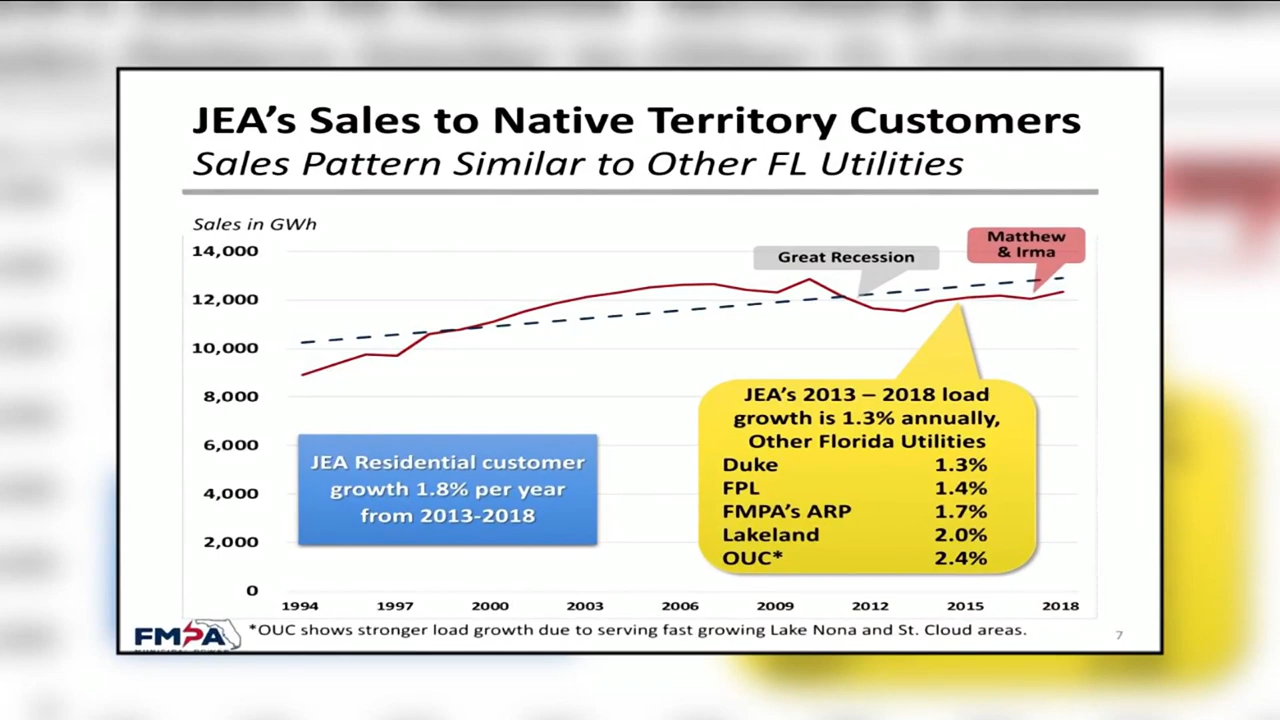 JEA's Sales to Native Territory Customers
Sales Pattern Similar to Other FL Utilities
Sales in GWh
14,000
12,000
10,000
8,000
6,000
4,000
2,000
0
Great Recession
Matthew
& Irma
JEA Residential customer
growth 1.8% per year
from 2013-2018
JEA's 2013 – 2018 load
growth is 1.3% annually,
Other Florida Utilities
Duke 1.3%
FPL 1.4%
FMPA's ARP 1.7%
Lakeland 2.0%
OUC* 2.4%
1994 1997 2000 2003 2006 2009 2012 2015 2018
FMPA
*OUC shows stronger load growth due to serving fast growing Lake Nona and St. Cloud areas.
7